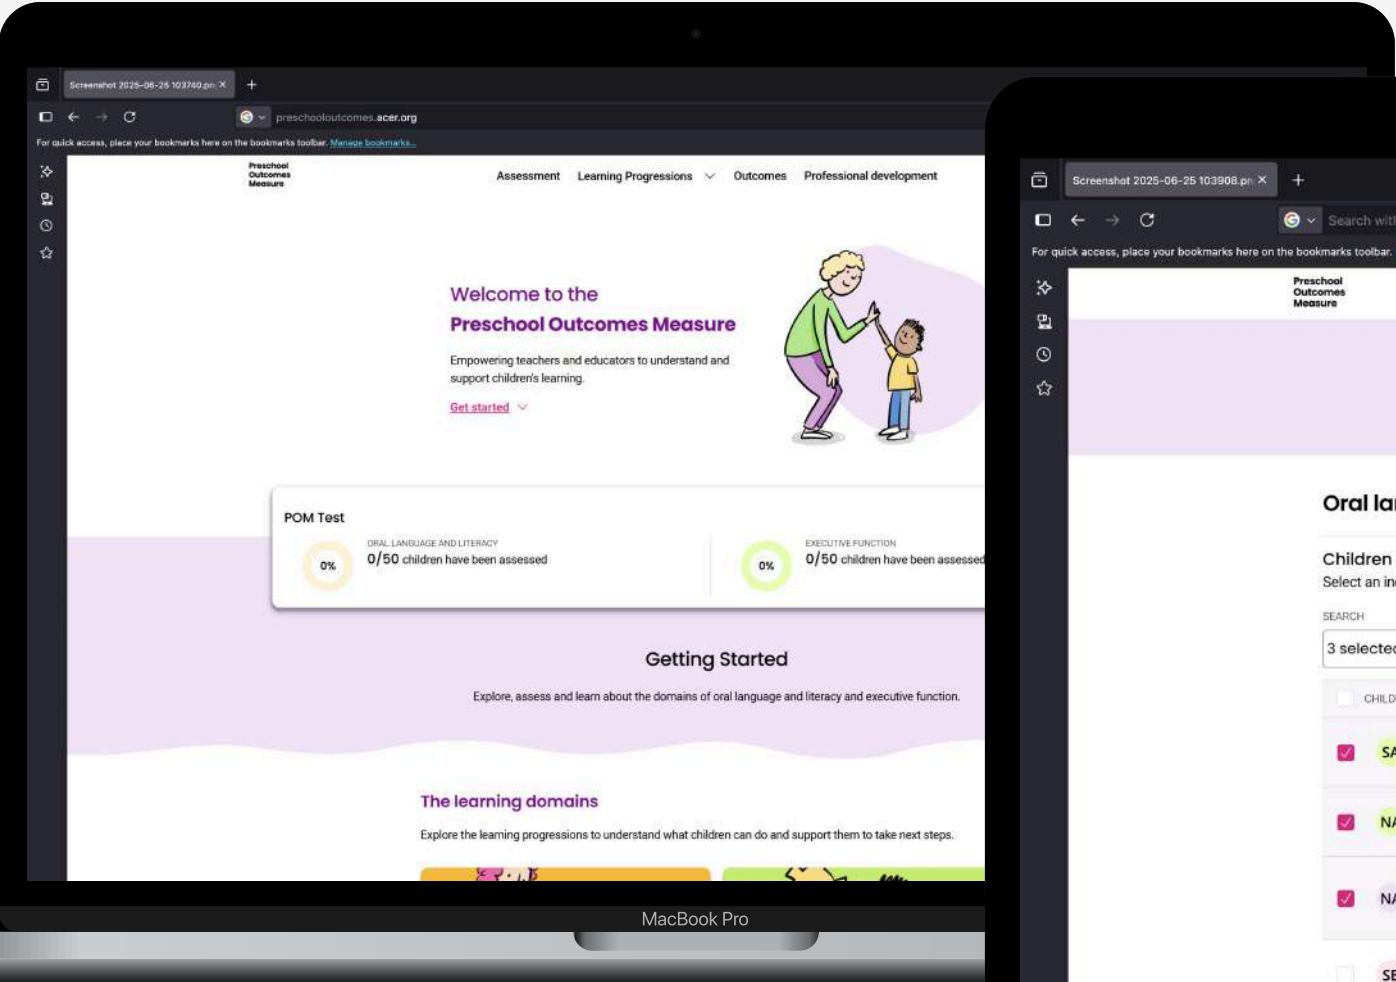 Screenshot 2025-06-25 103740.pn
preschooloutcomes.acer.org
For quick access, place your bookmarks here on the bookmarks toolbar. Manage bookmarks...
Preschool
Outcomes
Measure
Assessment Learning Progressions Outcomes Professional development
Welcome to the
Preschool Outcomes Measure
Empowering teachers and educators to understand and
support children's learning.
Get started
POM Test
ORAL LANGUAGE AND LITERACY
0% 0/50 children have been assessed
EXECUTIVE FUNCTION
0% 0/50 children have been assessed
Getting Started
Explore, assess and learn about the domains of oral language and literacy and executive function.
The learning domains
Explore the learning progressions to understand what children can do and support them to take next steps.
MacBook Pro
Screenshot 2025-06-25 103908.pn
Search with
For quick access, place your bookmarks here on the bookmarks toolbar.
Preschool
Outcomes
Measure
Oral la
Children
Select an in
SEARCH
3 selected
CHILD
SA
NA
NA
SE